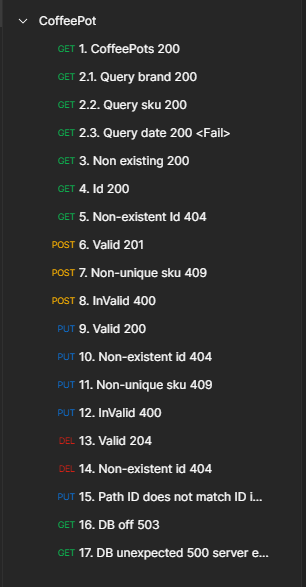 CoffeePot
GET 1. CoffeePots 200
GET 2.1. Query brand 200
GET 2.2. Query sku 200
GET 2.3. Query date 200 <Fail>
GET 3. Non existing 200
GET 4. Id 200
GET 5. Non-existent Id 404
POST 6. Valid 201
POST 7. Non-unique sku 409
POST 8. InValid 400
PUT 9. Valid 200
PUT 10. Non-existent id 404
PUT 11. Non-unique sku 409
PUT 12. InValid 400
DEL 13. Valid 204
DEL 14. Non-existent id 404
PUT 15. Path ID does not match ID i...
GET 16. DB off 503
GET 17. DB unexpected 500 server e...